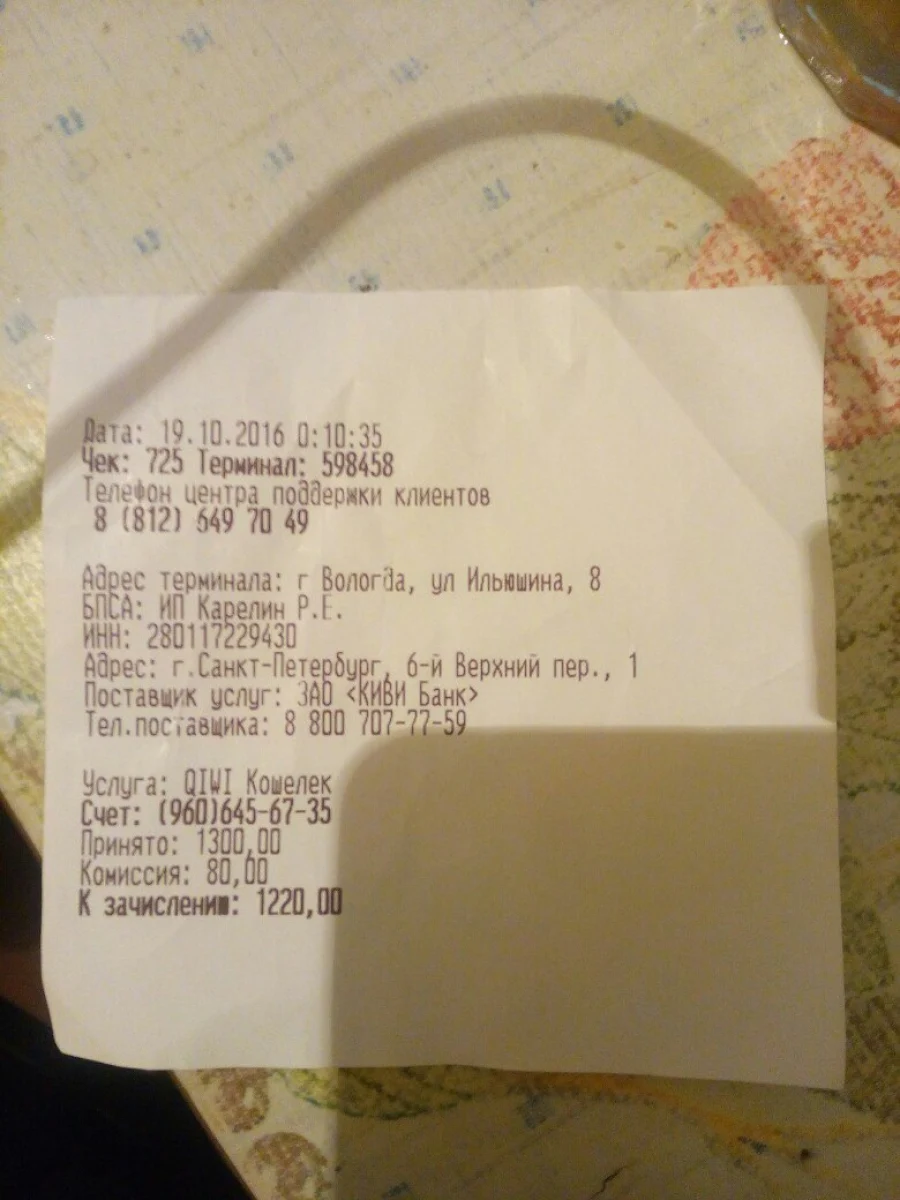 Дата: 19.10.2016 0:10:35
Чек: 725 Терминал: 598458
Телефон центра поддержки клиентов
8 (812) 649 70 49
Адрес терминала: г Вологда, ул Ильюшина, 8
БПСА: ИП Карелин Р.Е.
ИНН: 280117229430
Адрес: г.Санкт-Петербург, 6-й Верхний пер., 1
Поставщик услуг: ЗАО <КИВИ Банк>
Тел.поставщика: 8 800 707-77-59
Услуга: QIWI Кошелек
Счет: (960)645-67-35
Принято: 1300,00
Комиссия: 80,00
К зачислению: 1220,00